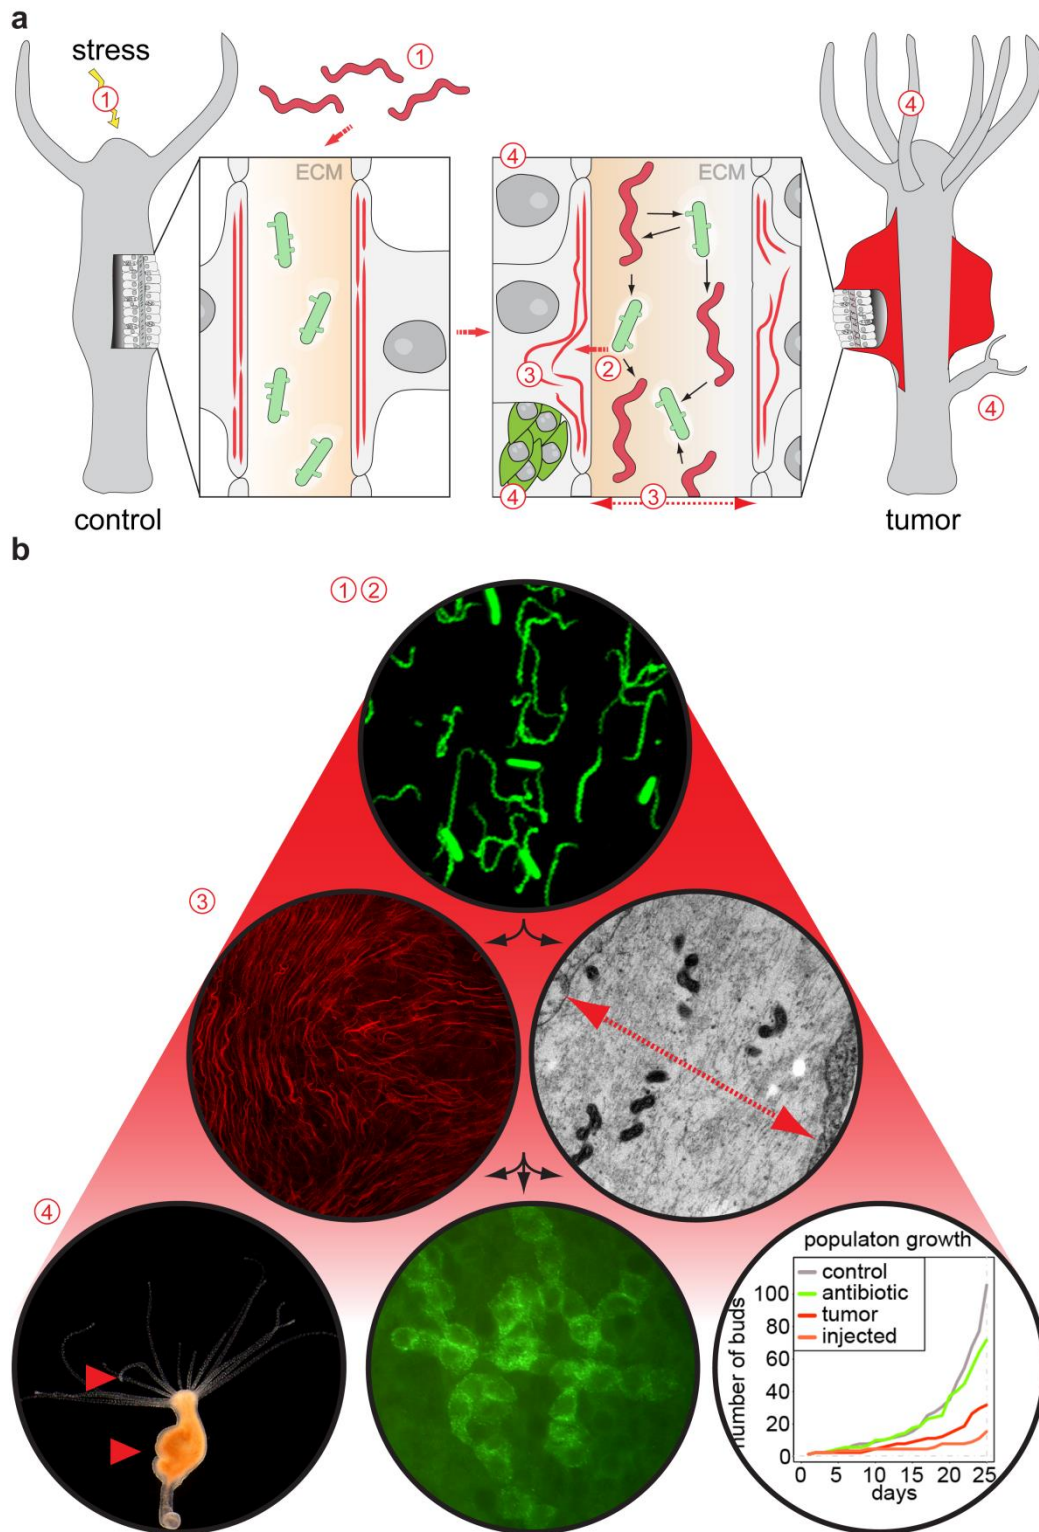 a
stress
①
①
ECM
control
④
ECM
②
③
④
③
④
④
tumor
b
① ②
③
④
populaton growth
control
antibiotic
tumor
injected
number of buds
100
80
60
40
20
0
0 5 10 15 20 25
days